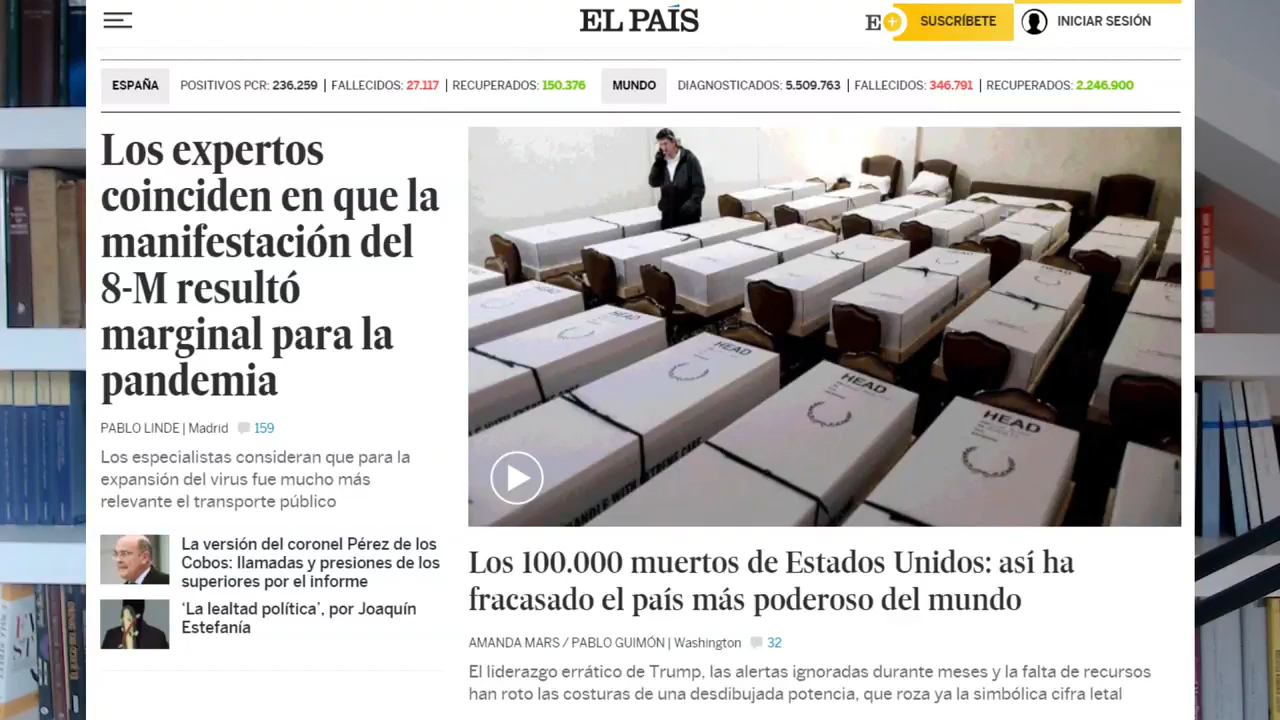 EL PAÍS
E+
SUSCRÍBETE
INICIAR SESIÓN
ESPAÑA
POSITIVOS PCR: 236.259 | FALLECIDOS: 27.117 | RECUPERADOS: 150.376
MUNDO
DIAGNOSTICADOS: 5.509.763 | FALLECIDOS: 346.791 | RECUPERADOS: 2.246.900
Los expertos
coinciden en que la
manifestación del
8-M resultó
marginal para la
pandemia
PABLO LINDE | Madrid 159
Los especialistas consideran que para la
expansión del virus fue mucho más
relevante el transporte público
La versión del coronel Pérez de los
Cobos: llamadas y presiones de los
superiores por el informe
‘La lealtad política’, por Joaquín
Estefanía
HEAD
HEAD
HEAD
HEAD
HEAD
Los 100.000 muertos de Estados Unidos: así ha
fracasado el país más poderoso del mundo
AMANDA MARS / PABLO GUIMÓN | Washington 32
El liderazgo errático de Trump, las alertas ignoradas durante meses y la falta de recursos
han roto las costuras de una desdibujada potencia, que roza ya la simbólica cifra letal